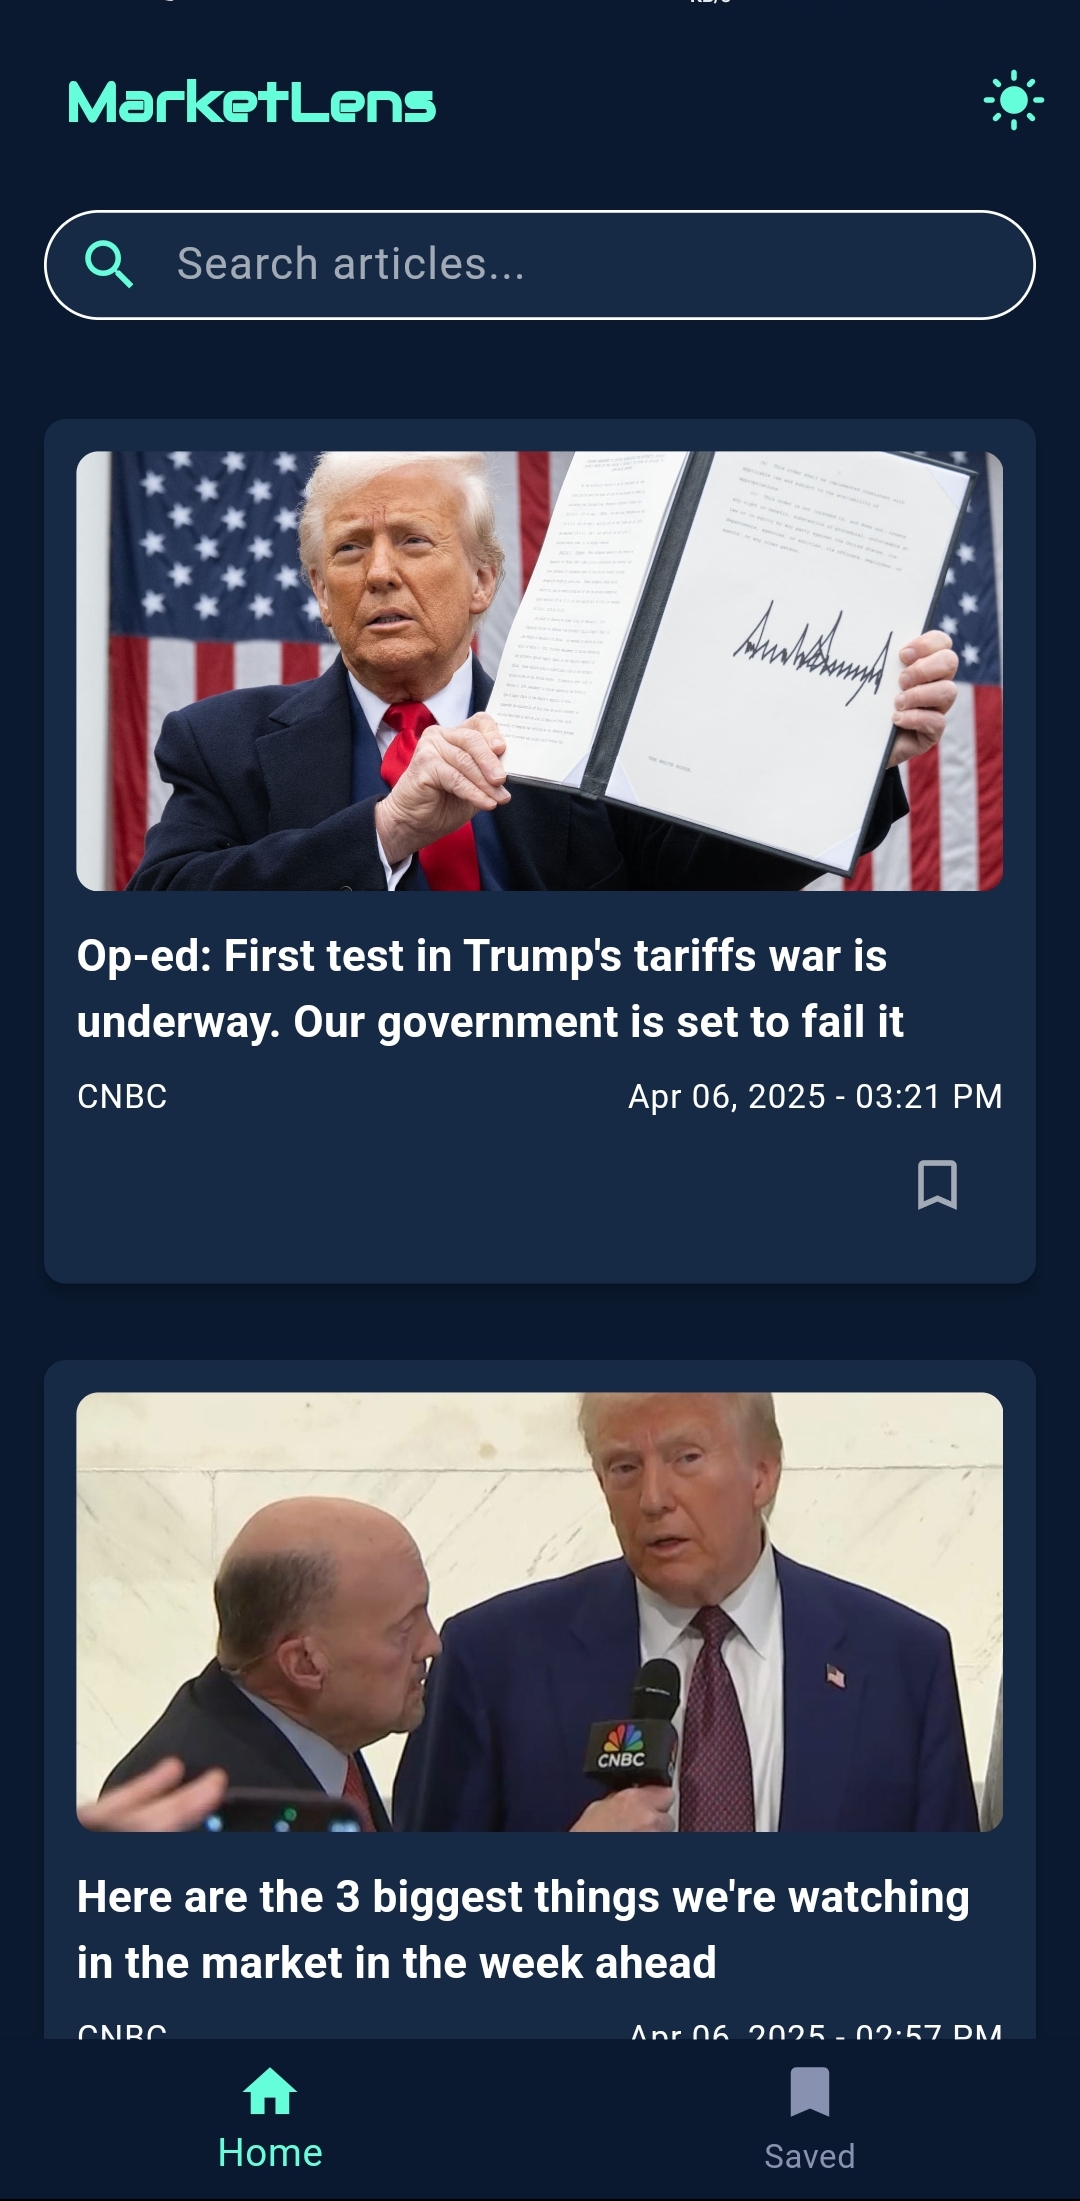 MarketLens
Search articles...
Op-ed: First test in Trump's tariffs war is
underway. Our government is set to fail it
CNBC
Apr 06, 2025 - 03:21 PM
CNBC
Here are the 3 biggest things we're watching
in the market in the week ahead
CNBC
Apr 06, 2025 - 02:57 PM
Home
Saved